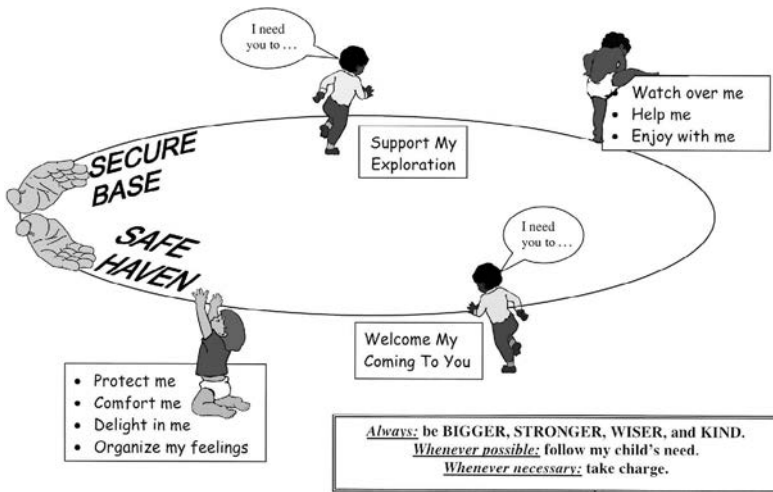 I need
you to . . .
• Watch over me
• Help me
• Enjoy with me
Support My
Exploration
SECURE
BASE
SAFE
HAVEN
I need
you to . . .
Welcome My
Coming To You
• Protect me
• Comfort me
• Delight in me
• Organize my feelings
Always: be BIGGER, STRONGER, WISER, and KIND.
Whenever possible: follow my child's need.
Whenever necessary: take charge.